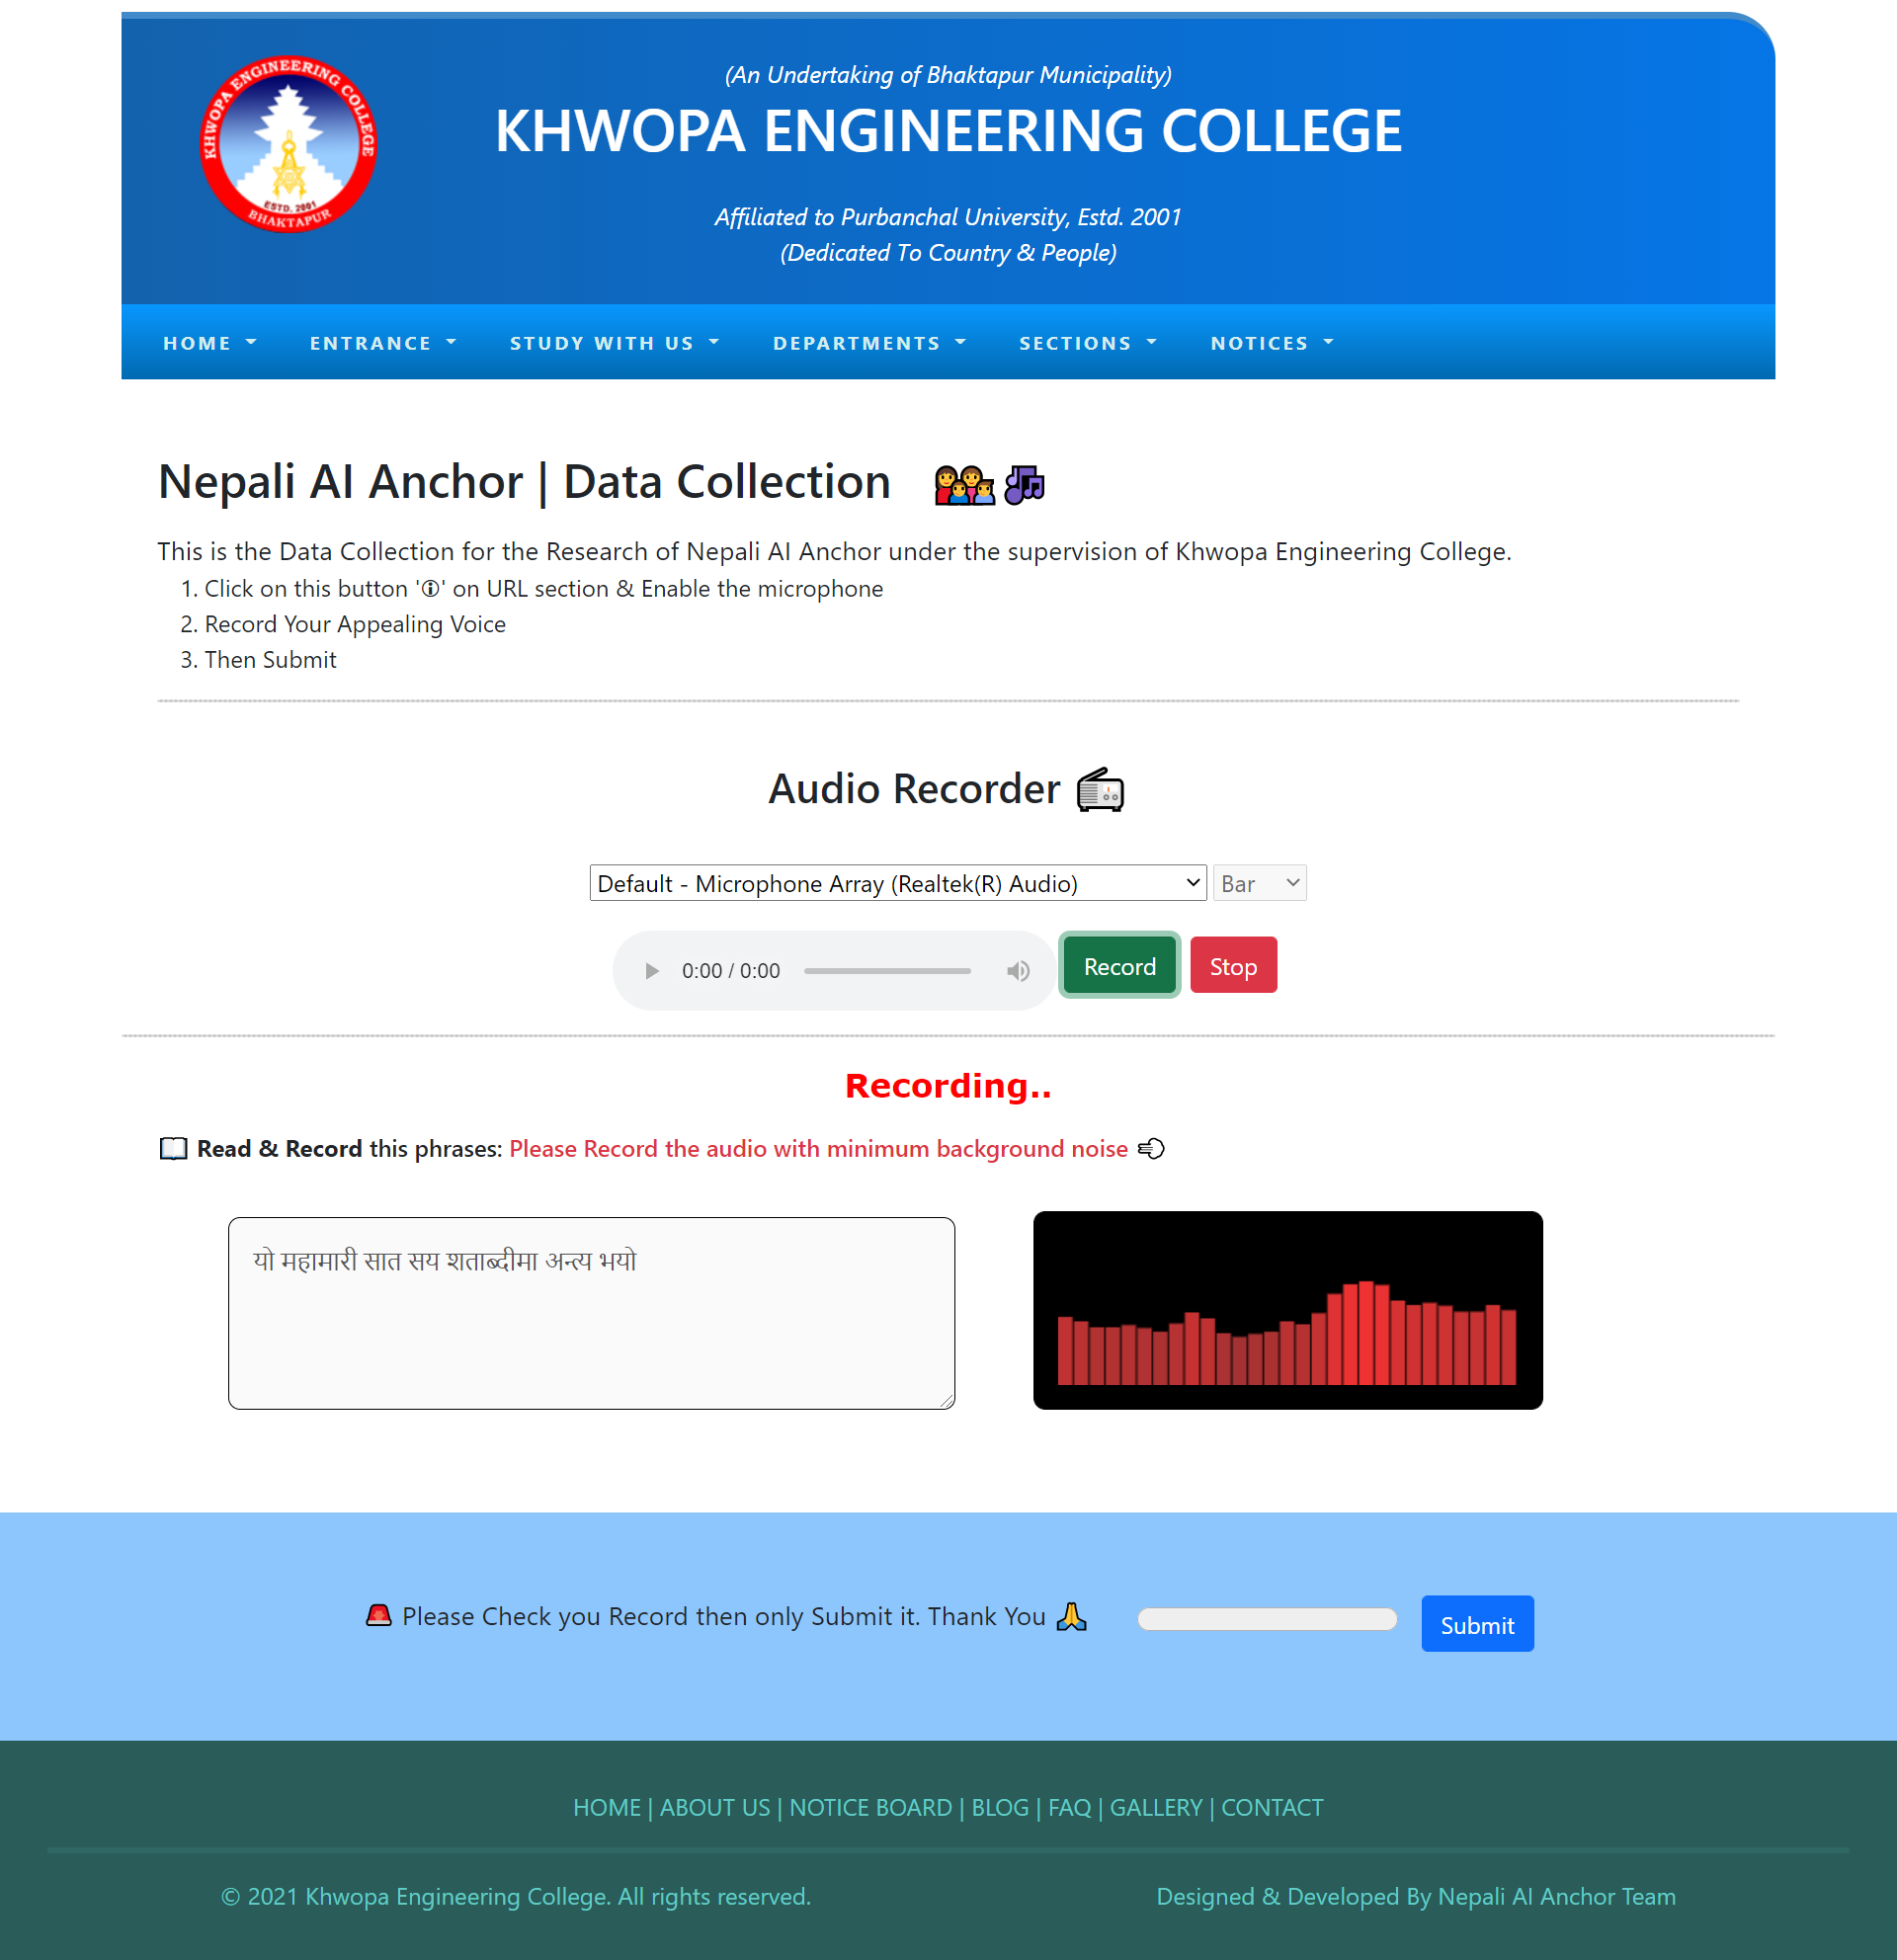 KHWOPA ENGINEERING COLLEGE
ESTD. 2001
BHAKTAPUR
(An Undertaking of Bhaktapur Municipality)
KHWOPA ENGINEERING COLLEGE
Affiliated to Purbanchal University, Estd. 2001
(Dedicated To Country & People)
HOME ENTRANCE STUDY WITH US DEPARTMENTS SECTIONS NOTICES
Nepali AI Anchor | Data Collection
This is the Data Collection for the Research of Nepali AI Anchor under the supervision of Khwopa Engineering College.
1. Click on this button '🛈' on URL section & Enable the microphone
2. Record Your Appealing Voice
3. Then Submit
Audio Recorder
Default - Microphone Array (Realtek(R) Audio) Bar
0:00 / 0:00 Record Stop
Recording..
Read & Record this phrases: Please Record the audio with minimum background noise
यो महामारी सात सय शताब्दीमा अन्त्य भयो
Please Check you Record then only Submit it. Thank You Submit
HOME | ABOUT US | NOTICE BOARD | BLOG | FAQ | GALLERY | CONTACT
© 2021 Khwopa Engineering College. All rights reserved. Designed & Developed By Nepali AI Anchor Team